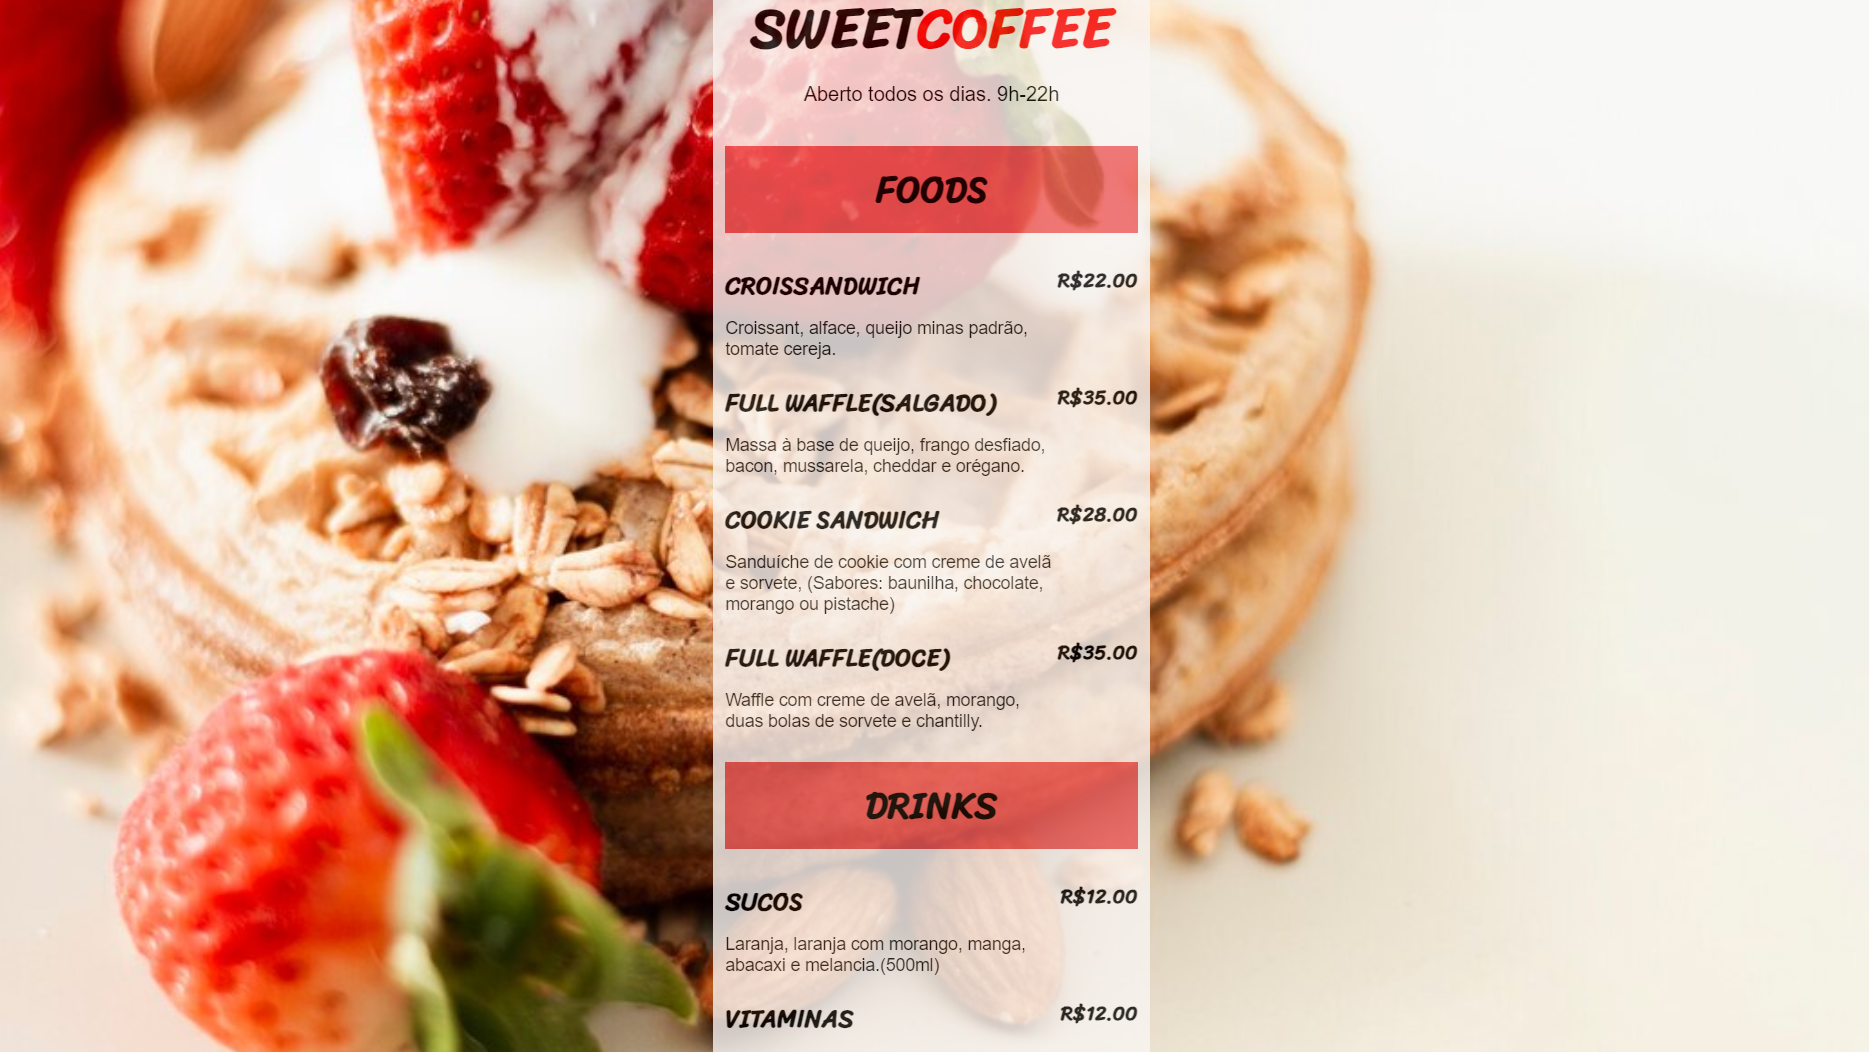 SWEETCOFFEE
Aberto todos os dias. 9h-22h
FOODS
CROISSANDWICH R$22.00
Croissant, alface, queijo minas padrão,
tomate cereja.
FULL WAFFLE(SALGADO) R$35.00
Massa à base de queijo, frango desfiado,
bacon, mussarela, cheddar e orégano.
COOKIE SANDWICH R$28.00
Sanduíche de cookie com creme de avelã
e sorvete, (Sabores: baunilha, chocolate,
morango ou pistache)
FULL WAFFLE(DOCE) R$35.00
Waffle com creme de avelã, morango,
duas bolas de sorvete e chantilly.
DRINKS
SUCOS R$12.00
Laranja, laranja com morango, manga,
abacaxi e melancia.(500ml)
VITAMINAS R$12.00